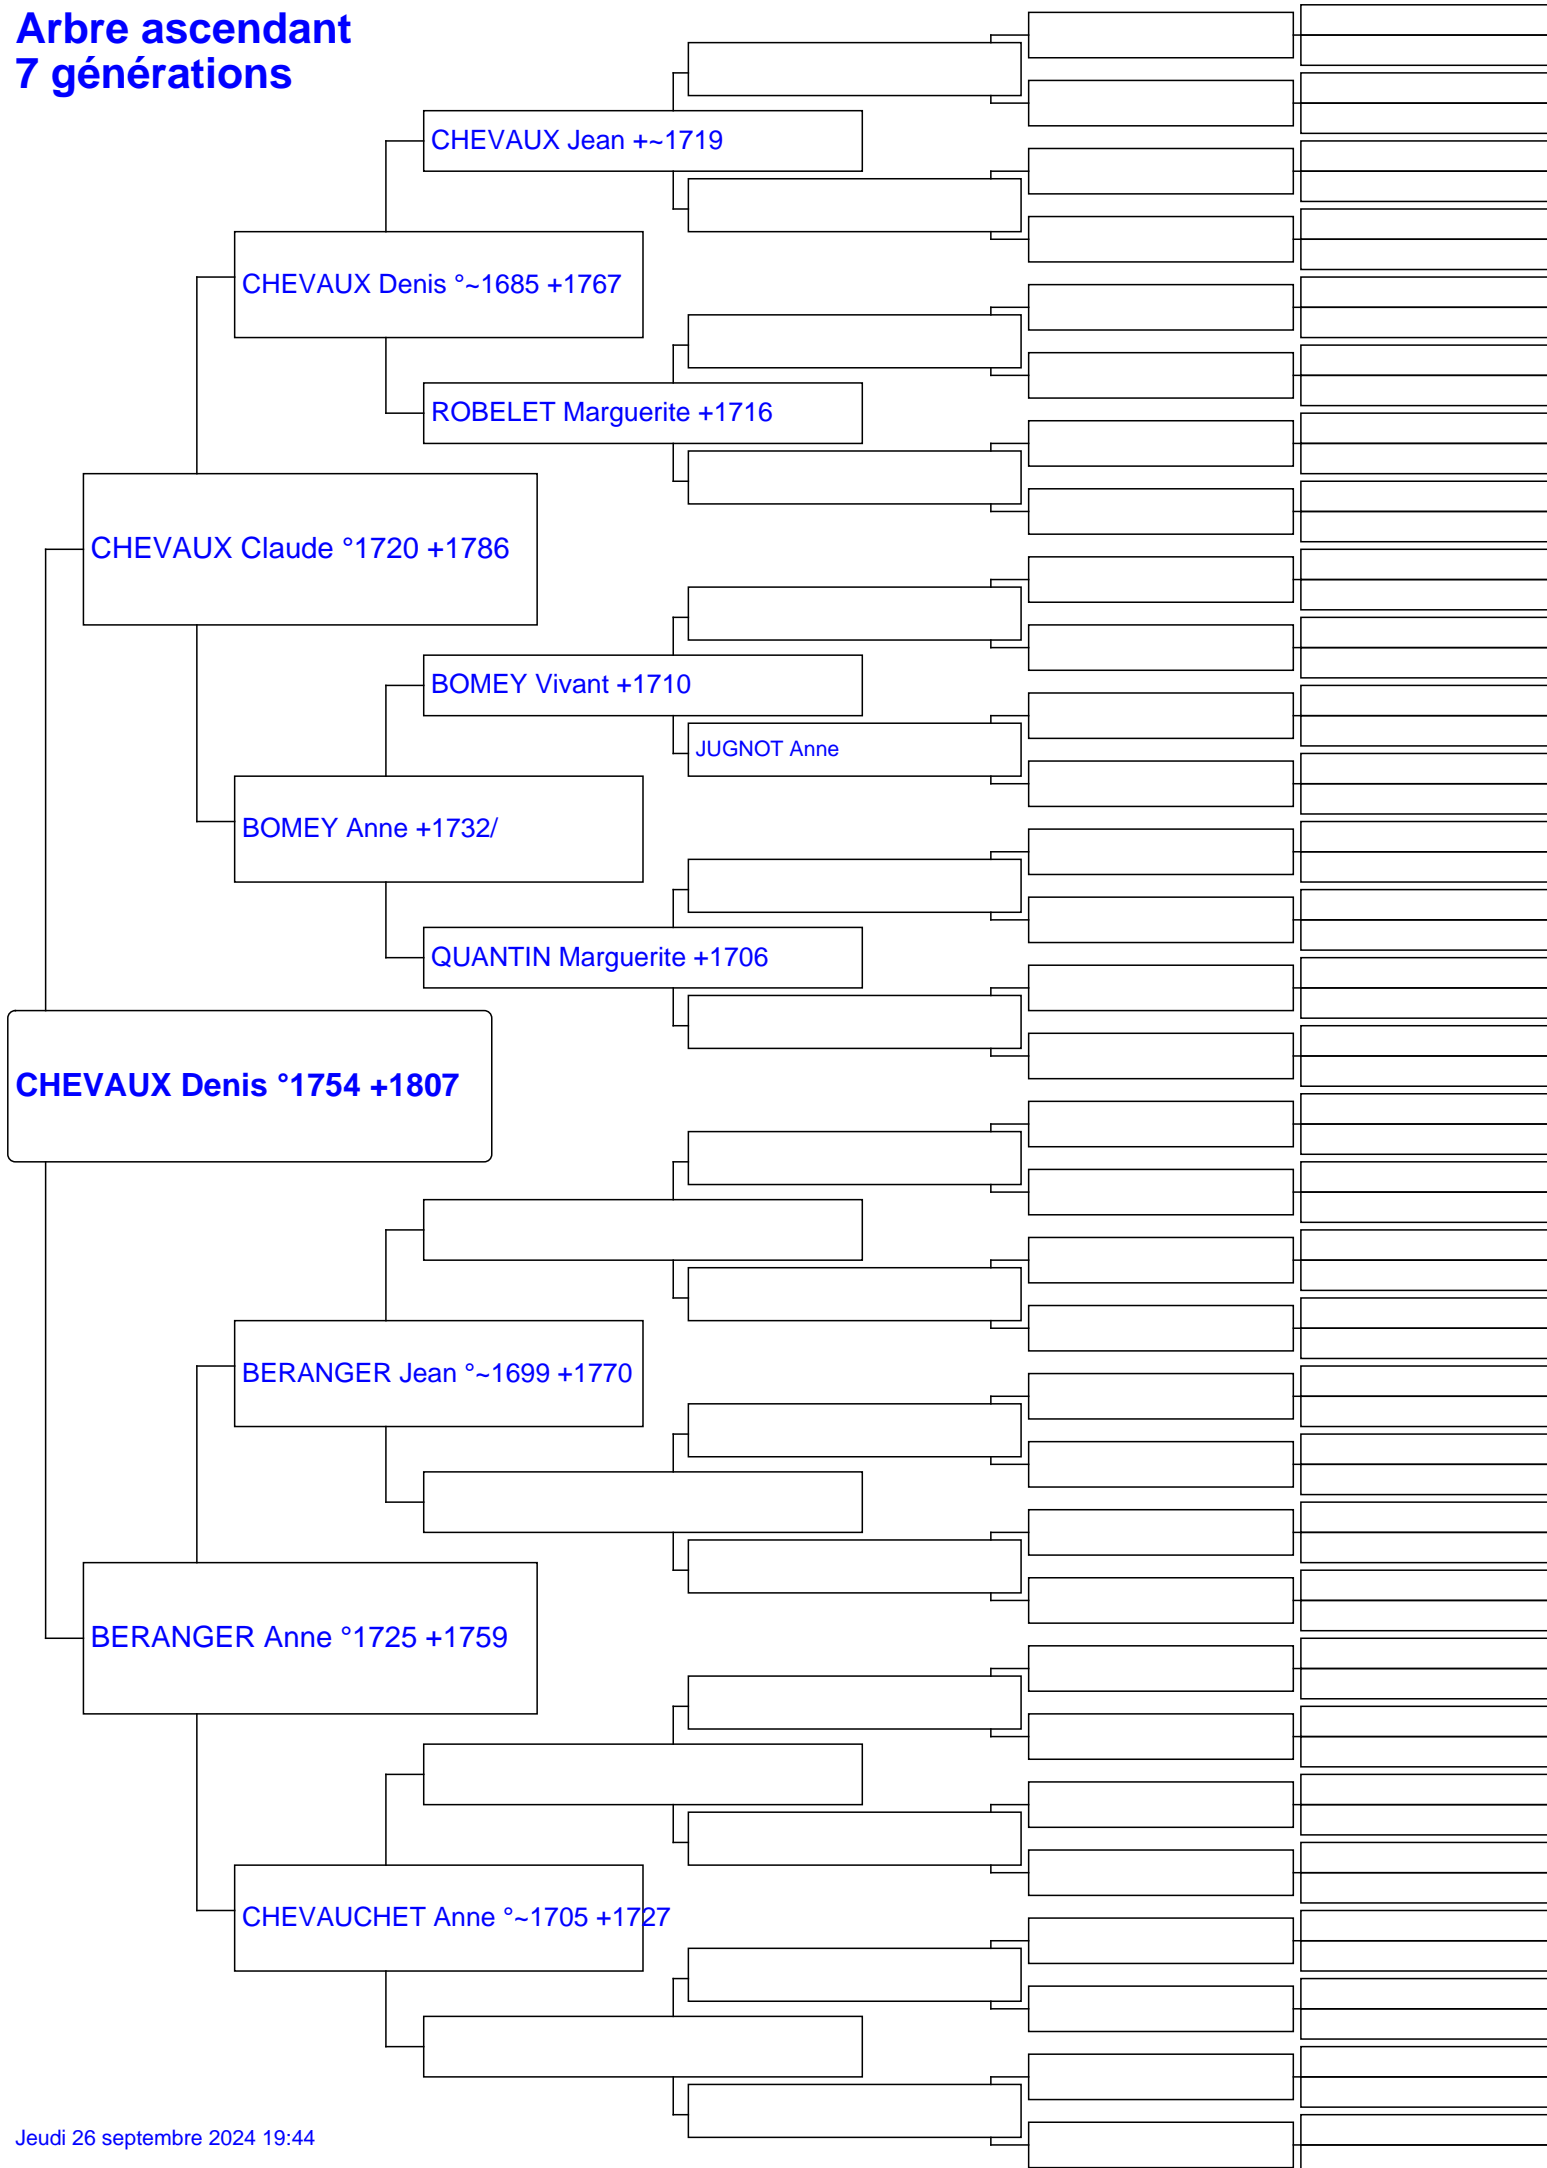 Arbre ascendant
7 générations
CHEVAUX Jean +~1719
CHEVAUX Denis °~1685 +1767
ROBELET Marguerite +1716
CHEVAUX Claude °1720 +1786
BOMEY Vivant +1710
JUGNOT Anne
BOMEY Anne +1732/
QUANTIN Marguerite +1706
CHEVAUX Denis °1754 +1807
BERANGER Jean °~1699 +1770
BERANGER Anne °1725 +1759
CHEVAUCHET Anne °~1705 +1727
Jeudi 26 septembre 2024 19:44